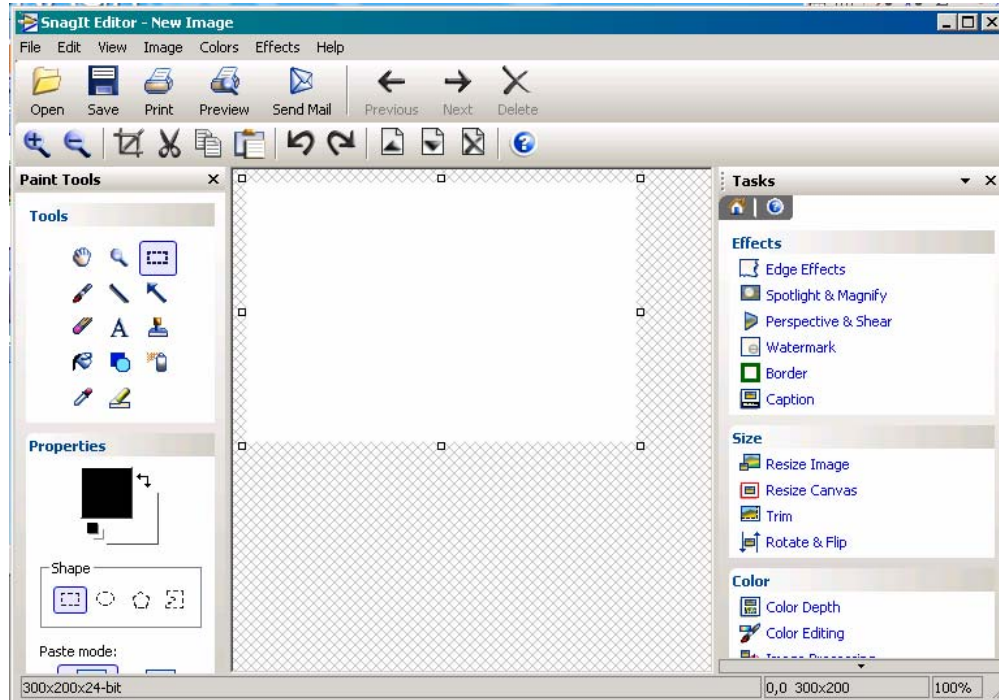 SnagIt Editor - New Image
File Edit View Image Colors Effects Help
Open Save Print Preview Send Mail Previous Next Delete
Paint Tools
Tools
A
Properties
Shape
Paste mode:
Tasks
Effects
Edge Effects
Spotlight & Magnify
Perspective & Shear
Watermark
Border
Caption
Size
Resize Image
Resize Canvas
Trim
Rotate & Flip
Color
Color Depth
Color Editing
300x200x24-bit
0,0 300x200
100%